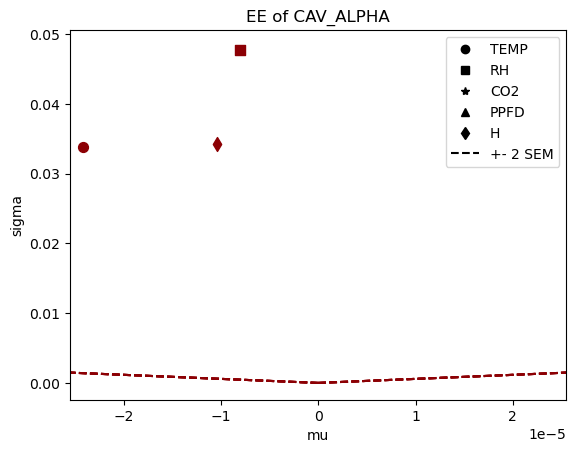 EE of CAV_ALPHA
0.05
0.04
0.03
0.02
0.01
0.00
sigma
TEMP
RH
CO2
PPFD
H
+- 2 SEM
−2
−1
0
1
2
1e−5
mu